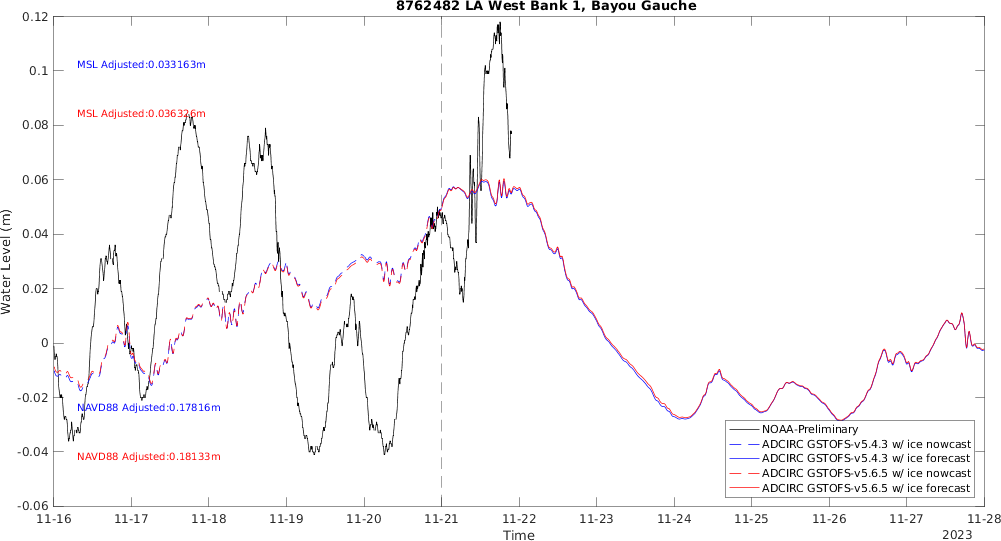 8762482 LA West Bank 1, Bayou Gauche
0.12
0.1
0.08
0.06
0.04
0.02
0
-0.02
-0.04
-0.06
Water Level (m)
MSL Adjusted:0.033163m
MSL Adjusted:0.036326m
NAVD88 Adjusted:0.17816m
NAVD88 Adjusted:0.18133m
NOAA-Preliminary
ADCIRC GSTOFS-v5.4.3 w/ ice nowcast
ADCIRC GSTOFS-v5.4.3 w/ ice forecast
ADCIRC GSTOFS-v5.6.5 w/ ice nowcast
ADCIRC GSTOFS-v5.6.5 w/ ice forecast
11-16 11-17 11-18 11-19 11-20 11-21 11-22 11-23 11-24 11-25 11-26 11-27 11-28
Time
2023